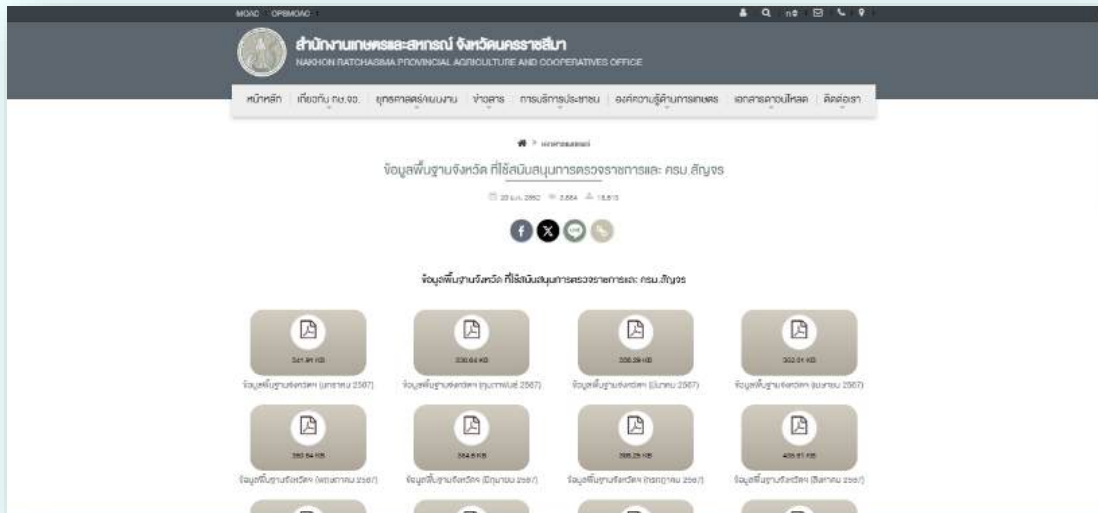 MOAC OPSMOAC
ก
สำนักงานเกษตรและสหกรณ์ จังหวัดนครราชสีมา
NAKHON RATCHASIMA PROVINCIAL AGRICULTURE AND COOPERATIVES OFFICE
หน้าหลัก เกี่ยวกับ กษ.จว. ยุทธศาสตร์/แผนงาน ข่าวสาร การบริการประชาชน องค์ความรู้ด้านการเกษตร เอกสารดาวน์โหลด ติดต่อเรา
ข้อมูลพื้นฐานจังหวัด ที่ใช้สนับสนุนการตรวจราชการและ ครม.สัญจร
ข้อมูลพื้นฐานจังหวัด ที่ใช้สนับสนุนการตรวจราชการและ ครม.สัญจร
ข้อมูลพื้นฐานจังหวัดฯ (มกราคม 2567) ข้อมูลพื้นฐานจังหวัดฯ (กุมภาพันธ์ 2567) ข้อมูลพื้นฐานจังหวัดฯ (มีนาคม 2567) ข้อมูลพื้นฐานจังหวัดฯ (เมษายน 2567)
ข้อมูลพื้นฐานจังหวัดฯ (พฤษภาคม 2567) ข้อมูลพื้นฐานจังหวัดฯ (มิถุนายน 2567) ข้อมูลพื้นฐานจังหวัดฯ (กรกฎาคม 2567) ข้อมูลพื้นฐานจังหวัดฯ (สิงหาคม 2567)